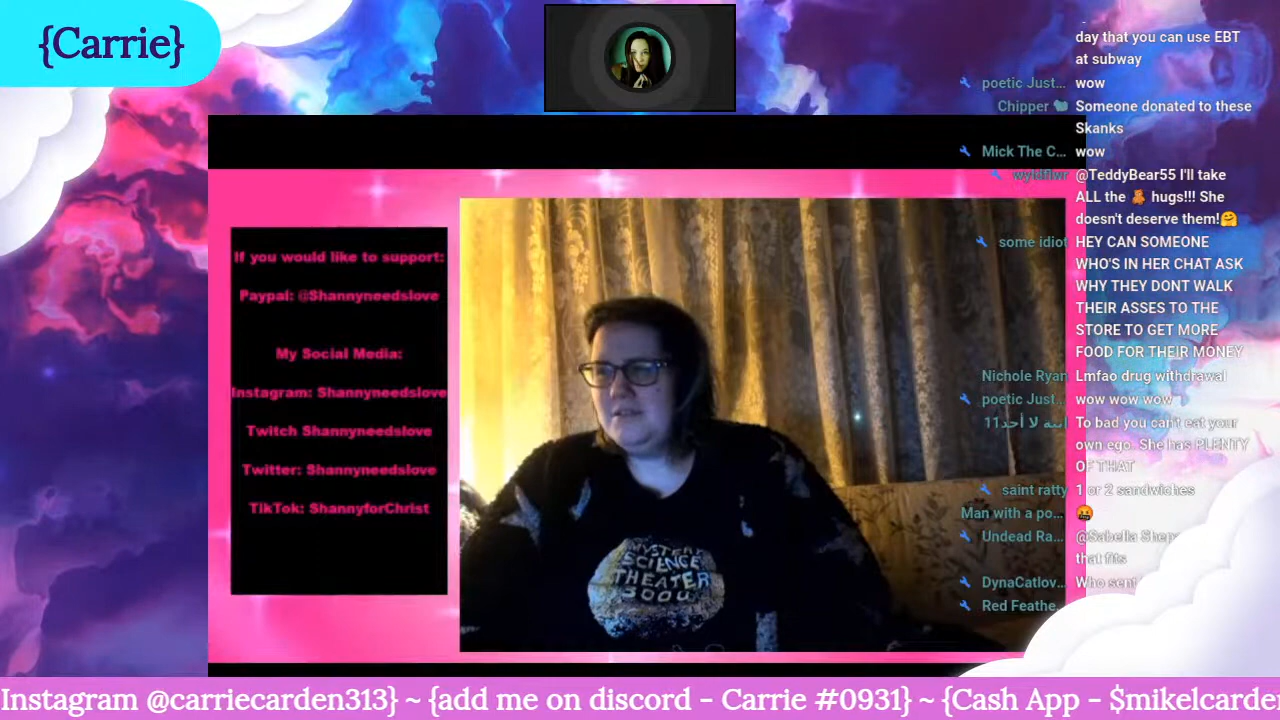 {Carrie}
If you would like to support:
Paypal: @Shannyneedslove
My Social Media:
Instagram: Shannyneedslove
Twitch Shannyneedslove
Twitter: Shannyneedslove
TikTok: ShannyforChrist
MYSTERY
SCIENCE
THEATER
3000
day that you can use EBT
at subway
poetic Just... wow
Chipper 🐿️ Someone donated to these
Skanks
Mick The C... wow
@TeddyBear55 I'll take
ALL the 🧸 hugs!!! She
doesn't deserve them!🤗
some idiot HEY CAN SOMEONE
WHO'S IN HER CHAT ASK
WHY THEY DONT WALK
THEIR ASSES TO THE
STORE TO GET MORE
FOOD FOR THEIR MONEY
Nichole Ryan Lmfao drug withdrawal
poetic Just... wow wow wow
To bad you can't eat your
own ego. She has PLENTY
OF THAT
saint ratty 1 or 2 sandwiches
Man with a po... 🤬
Undead Ra... @Sabella
that fits
DynaCatlov... Who sent
Red Feathe...
Instagram @carriecarden313} ~ {add me on discord - Carrie #0931} ~ {Cash App - $mikelcarden